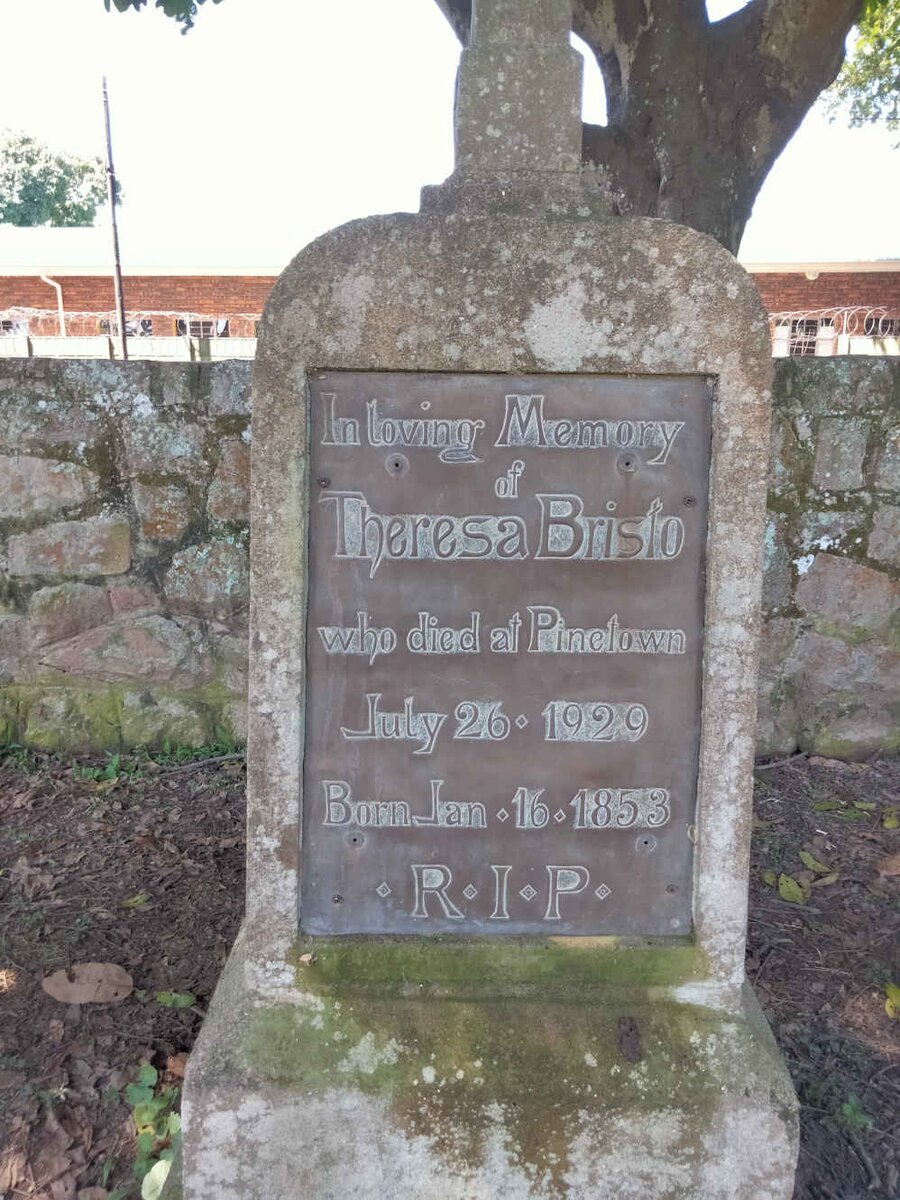 In loving Memory
of
Theresa Bristo
who died at Pinetown
July 26 · 1929
Born Jan · 16 · 1853
· R · I · P ·